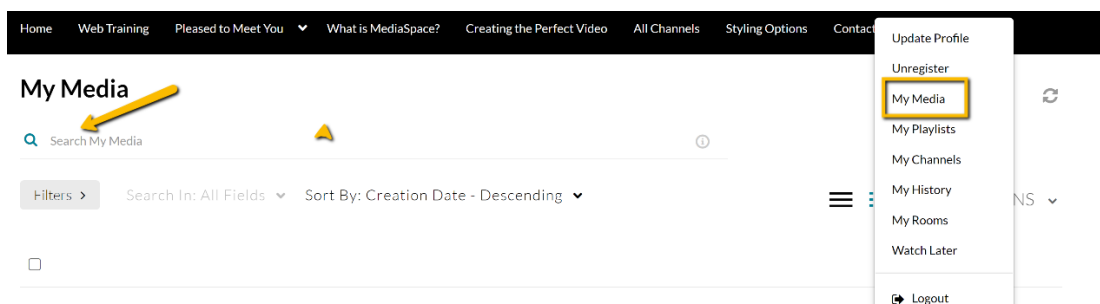 Home Web Training Pleased to Meet You What is MediaSpace? Creating the Perfect Video All Channels Styling Options Contact
My Media
Search My Media
Filters > Search In: All Fields Sort By: Creation Date - Descending
NS
Update Profile
Unregister
My Media
My Playlists
My Channels
My History
My Rooms
Watch Later
Logout